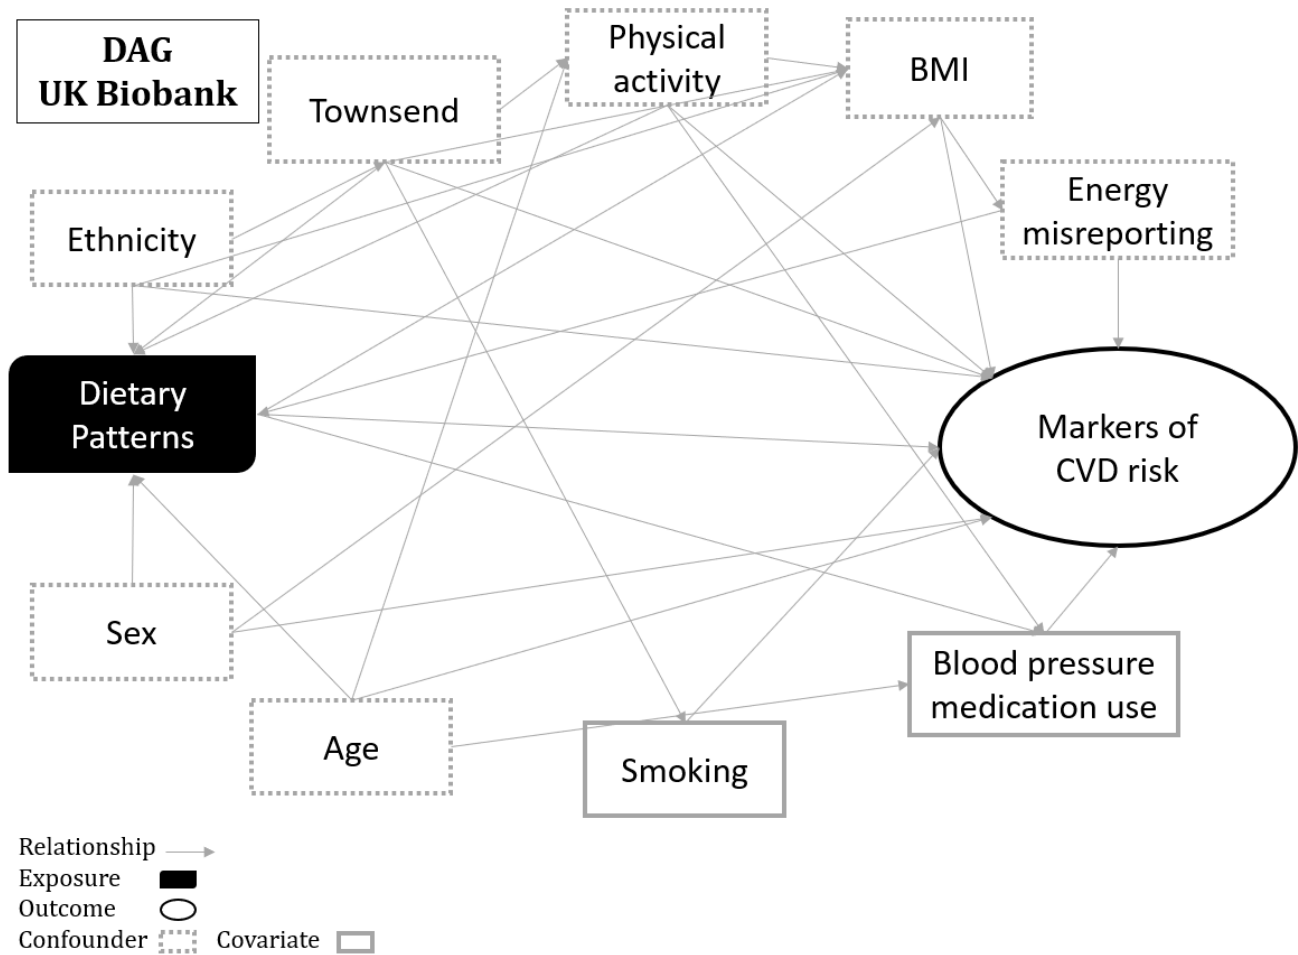 DAG
UK Biobank
Townsend
Physical
activity
BMI
Ethnicity
Energy
misreporting
Dietary
Patterns
Markers of
CVD risk
Sex
Age
Smoking
Blood pressure
medication use
Relationship
Exposure
Outcome
Confounder Covariate